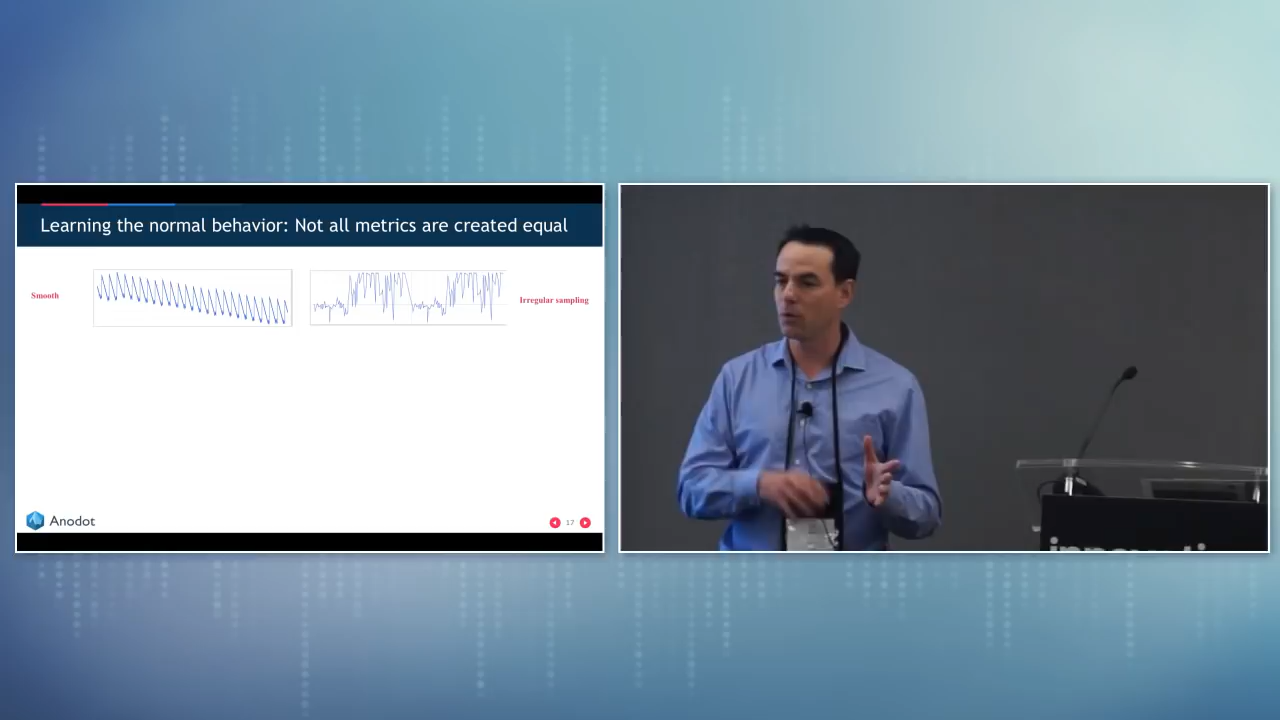 Learning the normal behavior: Not all metrics are created equal
Smooth
Irregular sampling
Anodot
17